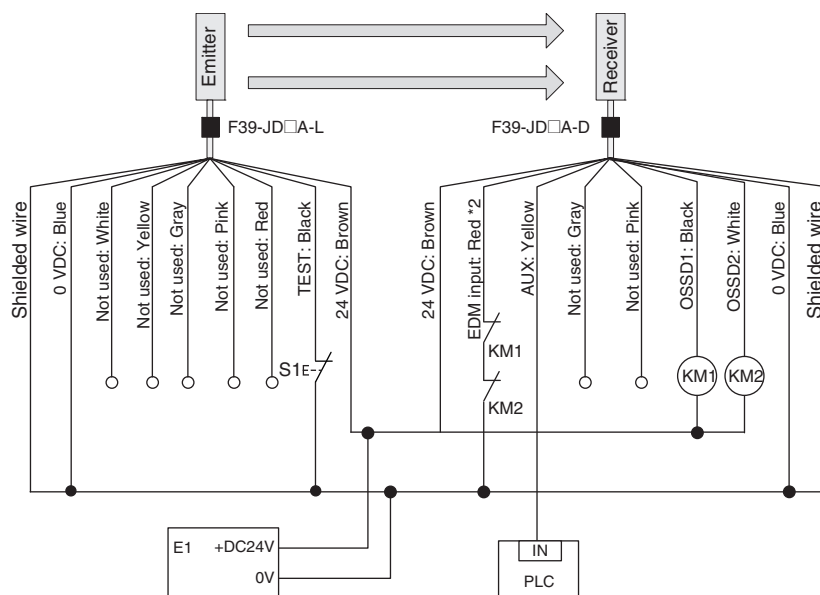 Emitter
Receiver
F39-JD□A-L
F39-JD□A-D
Shielded wire
0 VDC: Blue
Not used: White
Not used: Yellow
Not used: Gray
Not used: Pink
Not used: Red
TEST: Black
24 VDC: Brown
24 VDC: Brown
EDM input: Red *2
AUX: Yellow
Not used: Gray
Not used: Pink
OSSD1: Black
OSSD2: White
0 VDC: Blue
Shielded wire
S1
KM1
KM2
KM1
KM2
E1
+DC24V
0V
IN
PLC